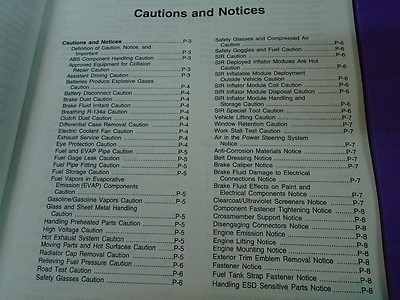 Cautions and Notices
Cautions and Notices P-3
Definition of Caution, Notice, and
Important P-3
ABS Component Handling Caution P-3
Approved Equipment for Collision
Repair Caution P-3
Assistant Driving Caution P-3
Batteries Produce Explosive Gases
Caution P-4
Battery Disconnect Caution P-4
Brake Dust Caution P-4
Brake Fluid Irritant Caution P-4
Breathing R-134a Caution P-4
Clutch Dust Caution P-4
Differential Case Removal Caution P-4
Electric Coolent Fan Caution P-4
Exhaust Service Caution P-4
Eye Protection Caution P-4
Fuel and EVAP Pipe Caution P-5
Fuel Gage Leak Caution P-5
Fuel Pipe Fitting Caution P-5
Fuel Storage Caution P-5
Fuel Vapors in Evaporative
Emission (EVAP) Components
Caution P-5
Gasoline/Gasoline Vapors Caution P-5
Glass and Sheet Metal Handling
Caution P-5
Handling Preheated Parts Caution P-5
High Voltage Caution P-5
Hot Exhaust System Caution P-5
Moving Parts and Hot Surfaces Caution P-5
Radiator Cap Removal Caution P-5
Relieving Fuel Pressure Caution P-6
Road Test Caution P-6
Safety Glasses Caution P-6
Safety Glasses and Compressed Air
Caution P-6
Safety Goggles and Fuel Caution P-6
SIR Caution P-6
SIR Deployed Inflator Modules Are Hot
Caution P-6
SIR Inflatable Module Deployment
Outside Vehicle Caution P-6
SIR Inflator Module Coil Caution P-6
SIR Inflator Module Disposal Caution P-6
SIR Inflator Module Handling and
Storage Caution P-6
SIR Special Tool Caution P-6
Vehicle Lifting Caution P-7
Window Retention Caution P-7
Work Stall Test Caution P-7
Air in the Power Steering System
Notice P-7
Anti-Corrosion Materials Notice P-7
Belt Dressing Notice P-7
Brake Caliper Notice P-7
Brake Fluid Damage to Electrical
Connections Notice P-7
Brake Fluid Effects on Paint and
Electrical Components Notice P-7
Clearcoat/Ultraviolet Screeners Notice P-7
Component Fastener Tightening Notice P-8
Crossmember Support Notice P-8
Disengaging Connectors Notice P-8
Engine Emission Notice P-8
Engine Lifting Notice P-8
Engine Mounting Notice P-8
Exterior Trim Emblem Removal Notice P-8
Fastener Notice P-8
Fuel Tank Strap Fastener Notice P-8
Handling ESD Sensitive Parts Notice P-8